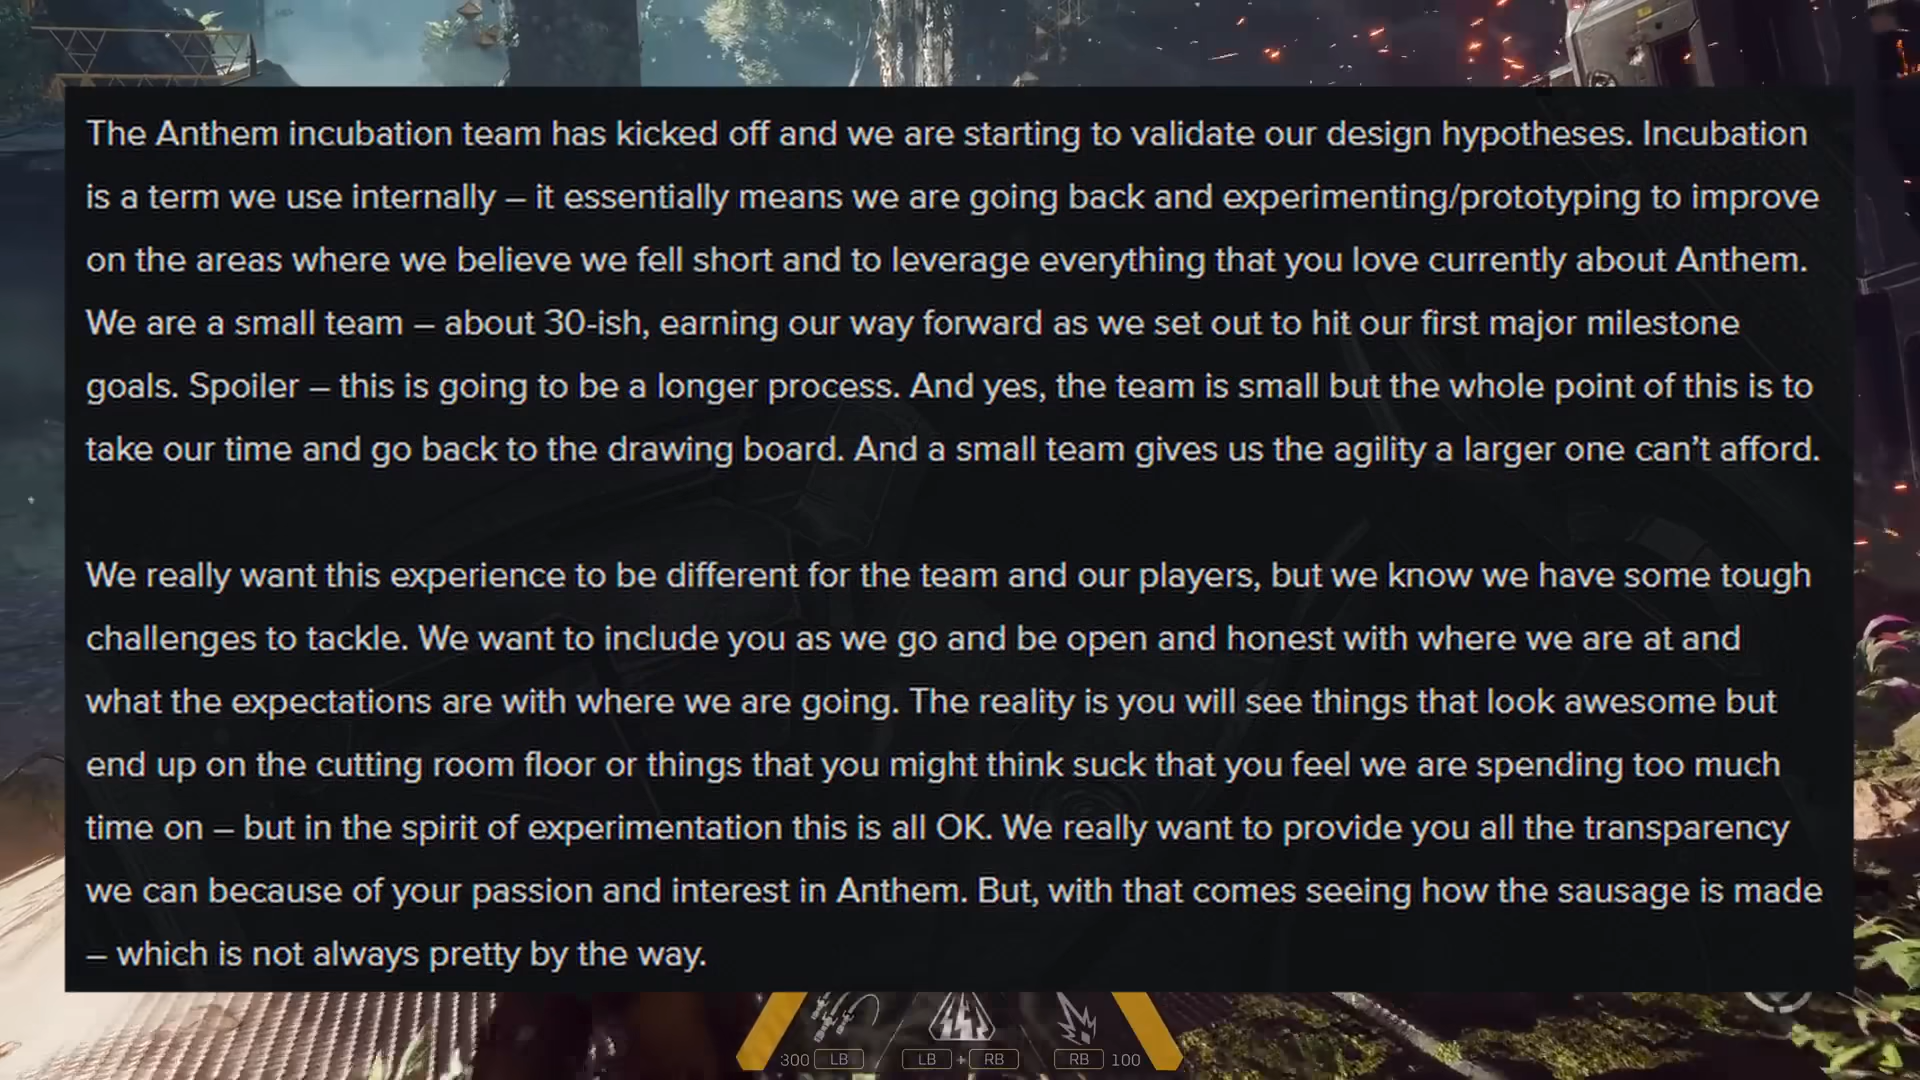 The Anthem incubation team has kicked off and we are starting to validate our design hypotheses. Incubation
is a term we use internally – it essentially means we are going back and experimenting/prototyping to improve
on the areas where we believe we fell short and to leverage everything that you love currently about Anthem.
We are a small team – about 30-ish, earning our way forward as we set out to hit our first major milestone
goals. Spoiler – this is going to be a longer process. And yes, the team is small but the whole point of this is to
take our time and go back to the drawing board. And a small team gives us the agility a larger one can’t afford.
We really want this experience to be different for the team and our players, but we know we have some tough
challenges to tackle. We want to include you as we go and be open and honest with where we are at and
what the expectations are with where we are going. The reality is you will see things that look awesome but
end up on the cutting room floor or things that you might think suck that you feel we are spending too much
time on – but in the spirit of experimentation this is all OK. We really want to provide you all the transparency
we can because of your passion and interest in Anthem. But, with that comes seeing how the sausage is made
– which is not always pretty by the way.
300 LB LB + RB RB 100